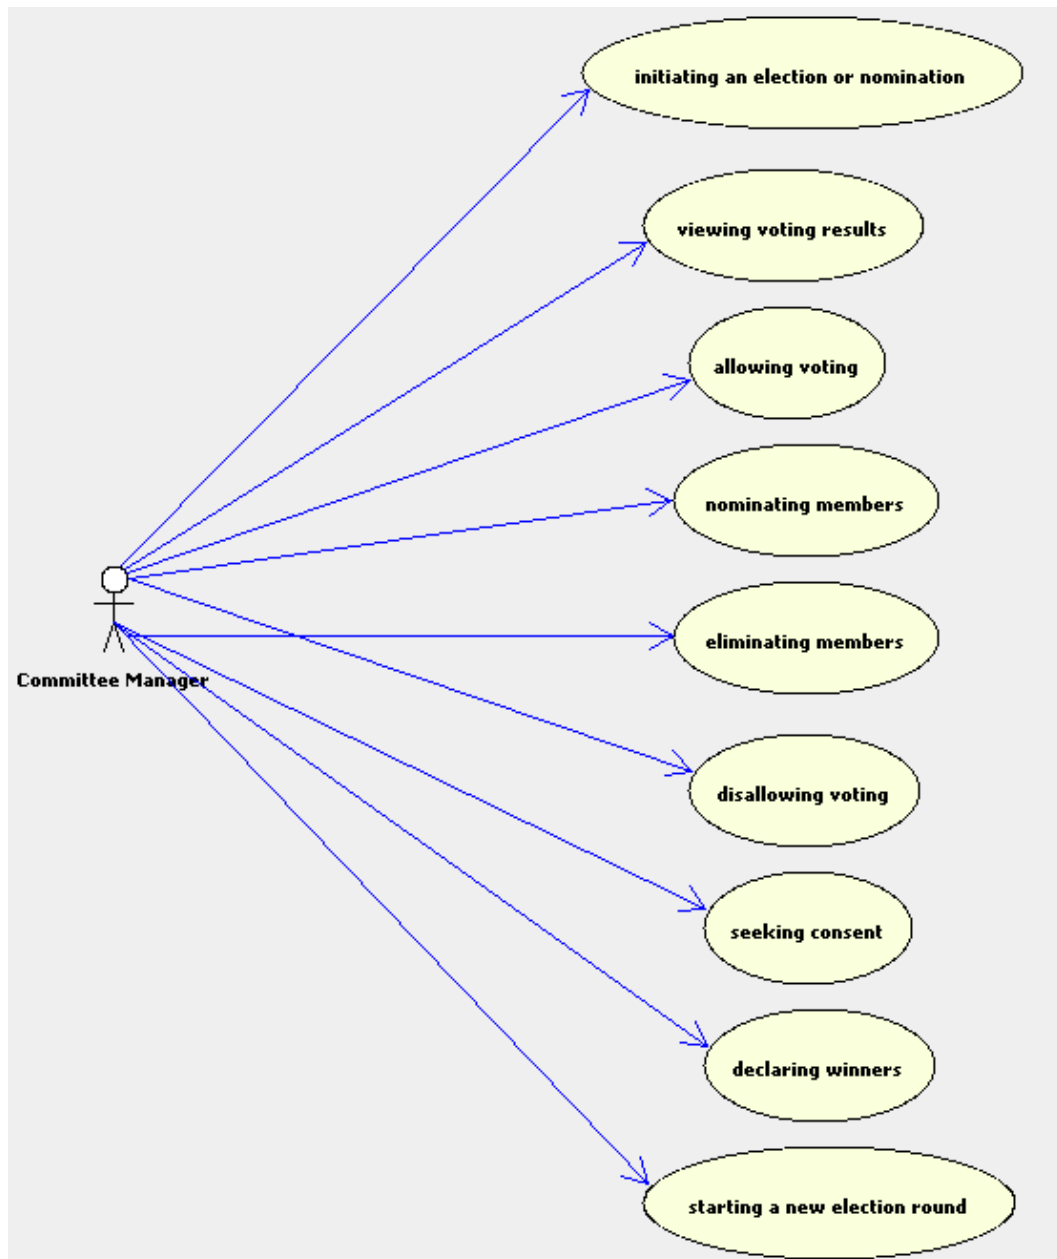 initiating an election or nomination
viewing voting results
allowing voting
nominating members
eliminating members
Committee Manager
disallowing voting
seeking consent
declaring winners
starting a new election round